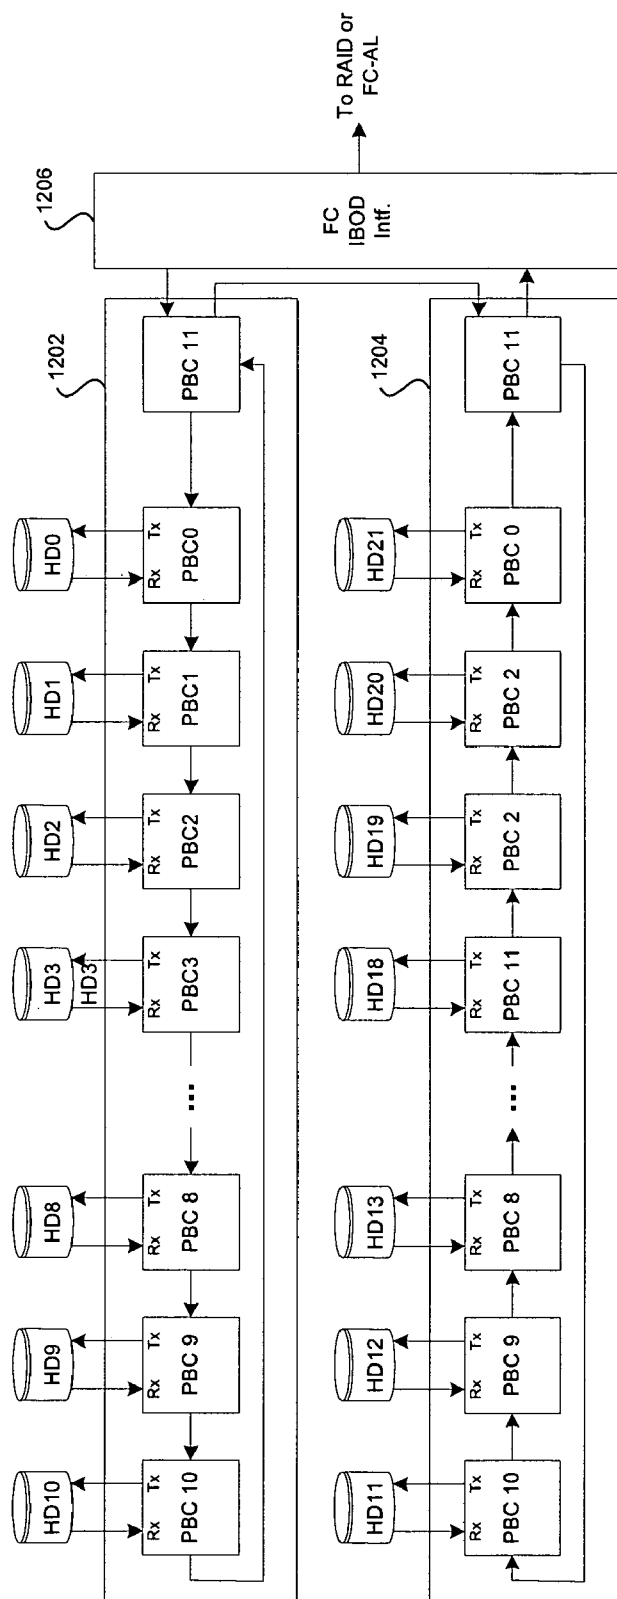 HD10 HD9 HD8 HD3 HD2 HD1 HD0
1202
1206
HD3
Rx Tx Rx Tx Rx Tx Rx Tx Rx Tx Rx Tx Rx Tx
PBC 10 PBC 9 PBC 8 ... PBC3 PBC2 PBC1 PBC0 PBC 11
FC
IBOD
Intf.
To RAID or
FC-AL
HD11 HD12 HD13 HD18 HD19 HD20 HD21
1204
Rx Tx Rx Tx Rx Tx Rx Tx Rx Tx Rx Tx Rx Tx
PBC 10 PBC 9 PBC 8 ... PBC 11 PBC 2 PBC 2 PBC 0 PBC 11